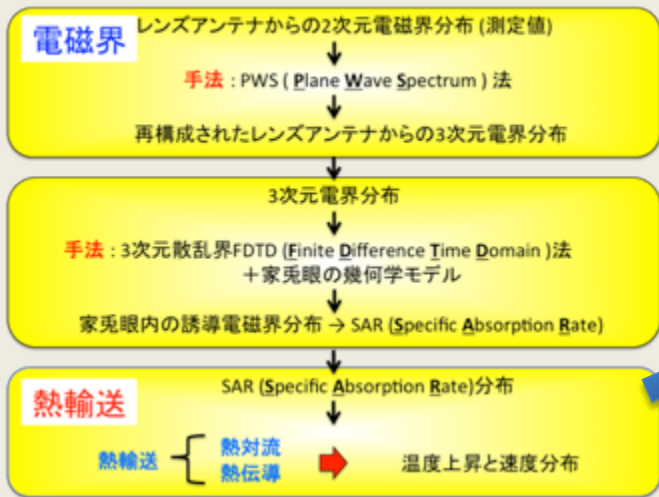 電磁界
レンズアンテナからの2次元電磁界分布 (測定値)
手法 : PWS ( Plane Wave Spectrum ) 法
再構成されたレンズアンテナからの3次元電界分布
3次元電界分布
手法 : 3次元散乱界FDTD (Finite Difference Time Domain )法
＋家兎眼の幾何学モデル
家兎眼内の誘導電磁界分布 → SAR (Specific Absorption Rate)
熱輸送
SAR (Specific Absorption Rate)分布
熱輸送
熱対流
熱伝導
温度上昇と速度分布